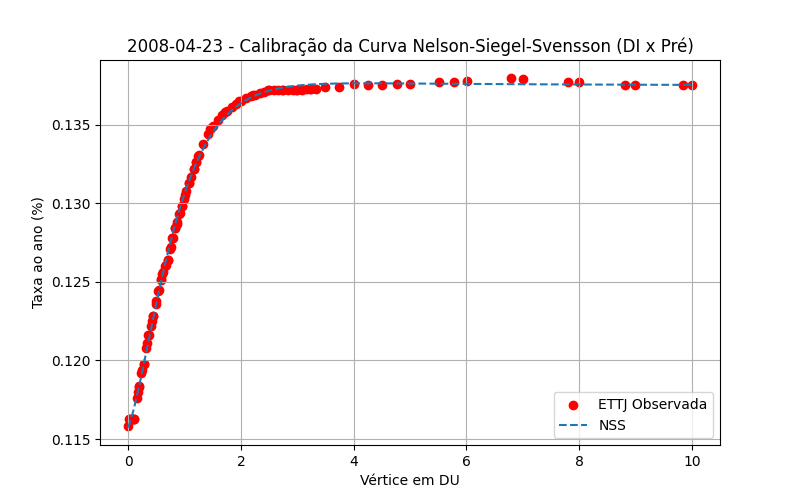 2008-04-23 - Calibração da Curva Nelson-Siegel-Svensson (DI x Pré)
Taxa ao ano (%)
0.135
0.130
0.125
0.120
0.115
ETTJ Observada
NSS
0 2 4 6 8 10
Vértice em DU